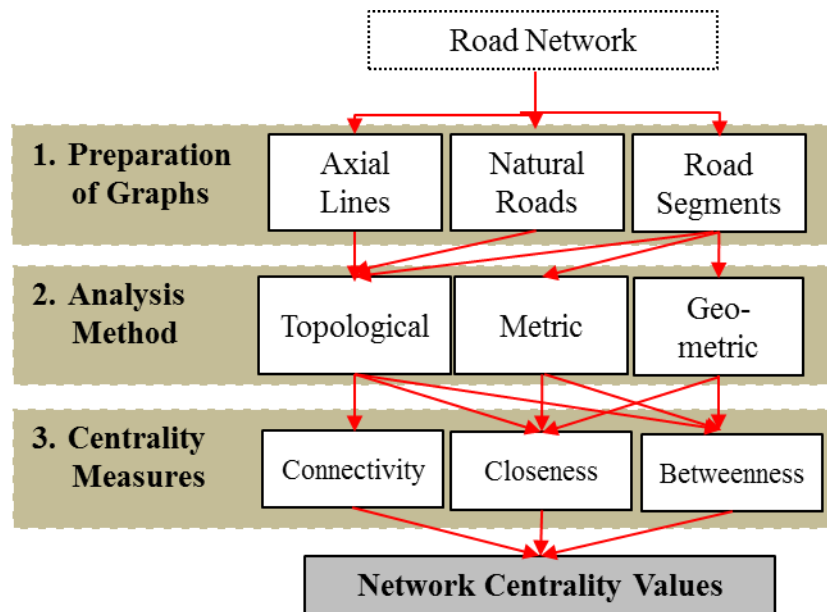 Road Network
1. Preparation
of Graphs
Axial
Lines
Natural
Roads
Road
Segments
2. Analysis
Method
Topological
Metric
Geo-
metric
3. Centrality
Measures
Connectivity
Closeness
Betweenness
Network Centrality Values